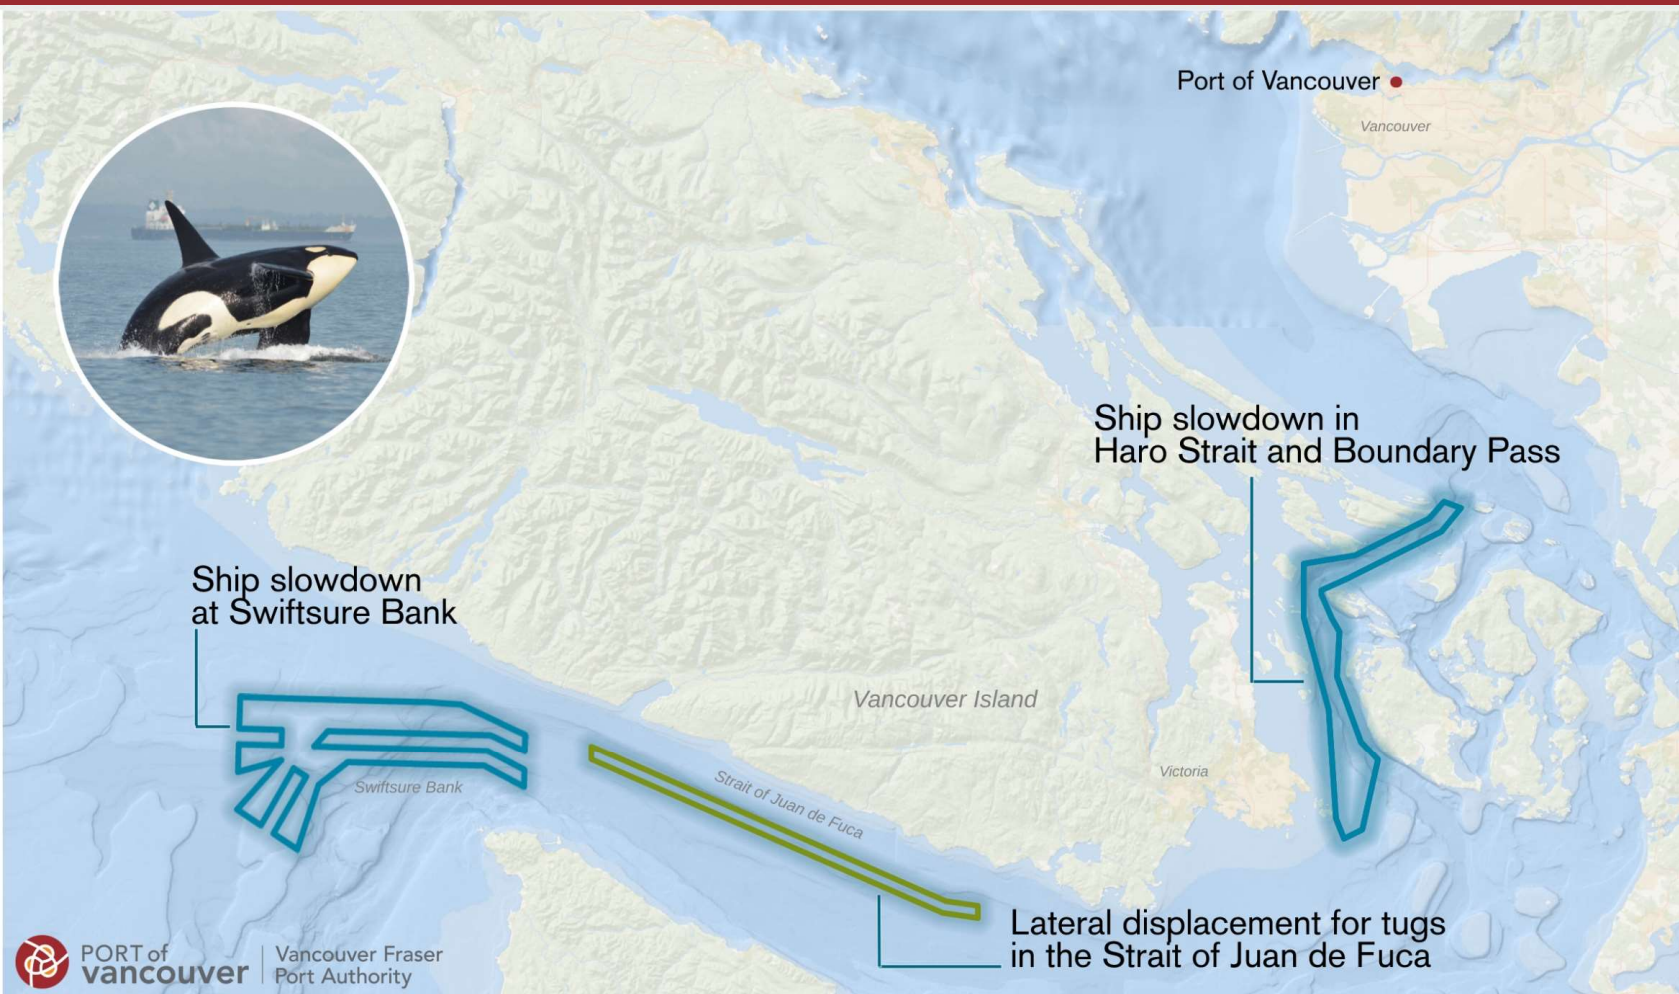 Port of Vancouver
Vancouver
Ship slowdown in
Haro Strait and Boundary Pass
Ship slowdown
at Swiftsure Bank
Vancouver Island
Swiftsure Bank
Strait of Juan de Fuca
Victoria
Lateral displacement for tugs
in the Strait of Juan de Fuca
PORT of
vancouver
Vancouver Fraser
Port Authority